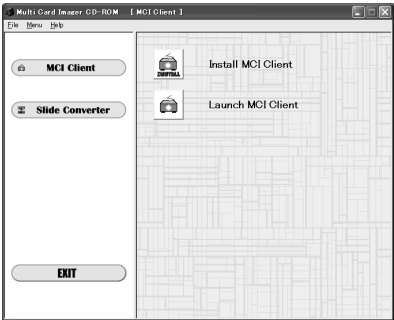 Multi Card Imager CD-ROM [ MCI Client ]
File Menu Help
MCI Client
Slide Converter
EXIT
INSTALL
Install MCI Client
Launch MCI Client